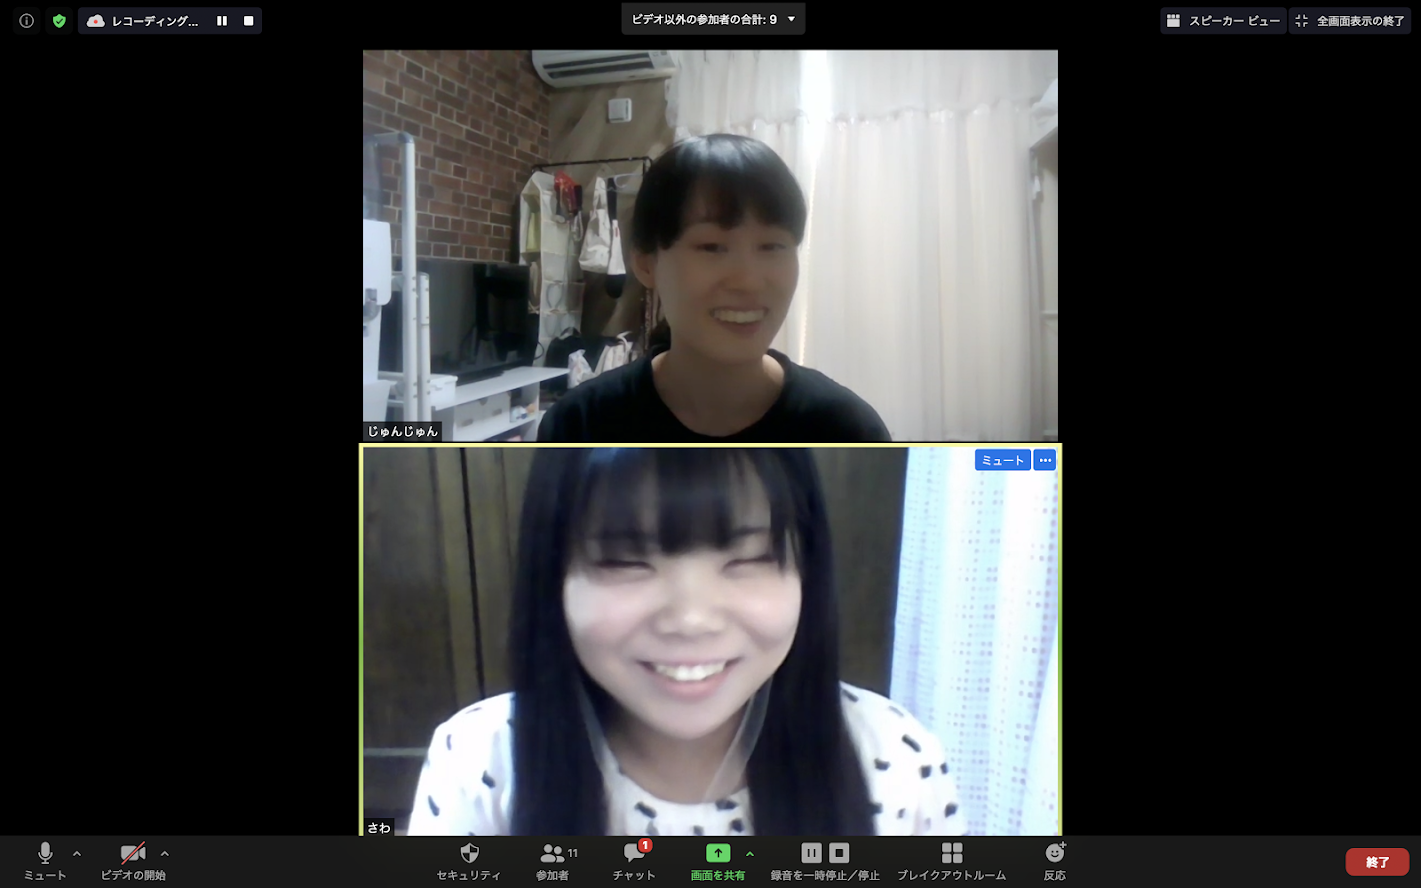 レコーディング...
ビデオ以外の参加者の合計: 9
スピーカー ビュー
全画面表示の終了
じゅんじゅん
ミュート
さわ
ミュート
ビデオの開始
セキュリティ
11
参加者
1
チャット
画面を共有
録音を一時停止/停止
ブレイクアウトルーム
反応
終了